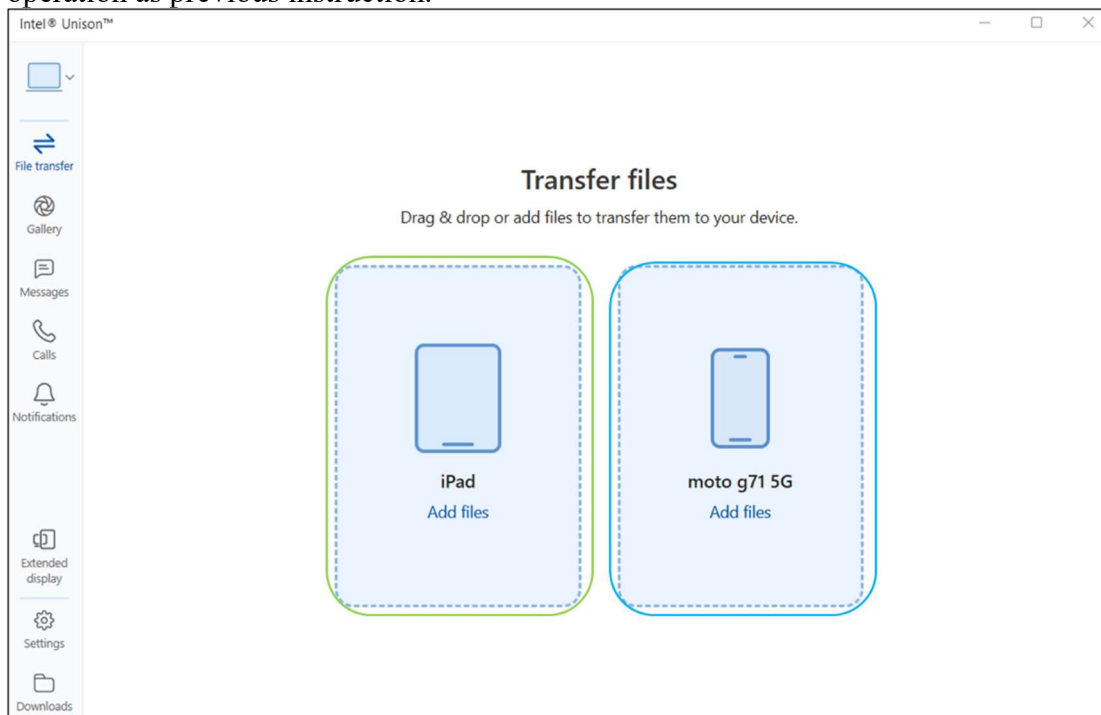 operation as previous instruction.
Intel® Unison™
File transfer
Gallery
Messages
Calls
Notifications
Extended
display
Settings
Downloads
Transfer files
Drag & drop or add files to transfer them to your device.
iPad
Add files
moto g71 5G
Add files